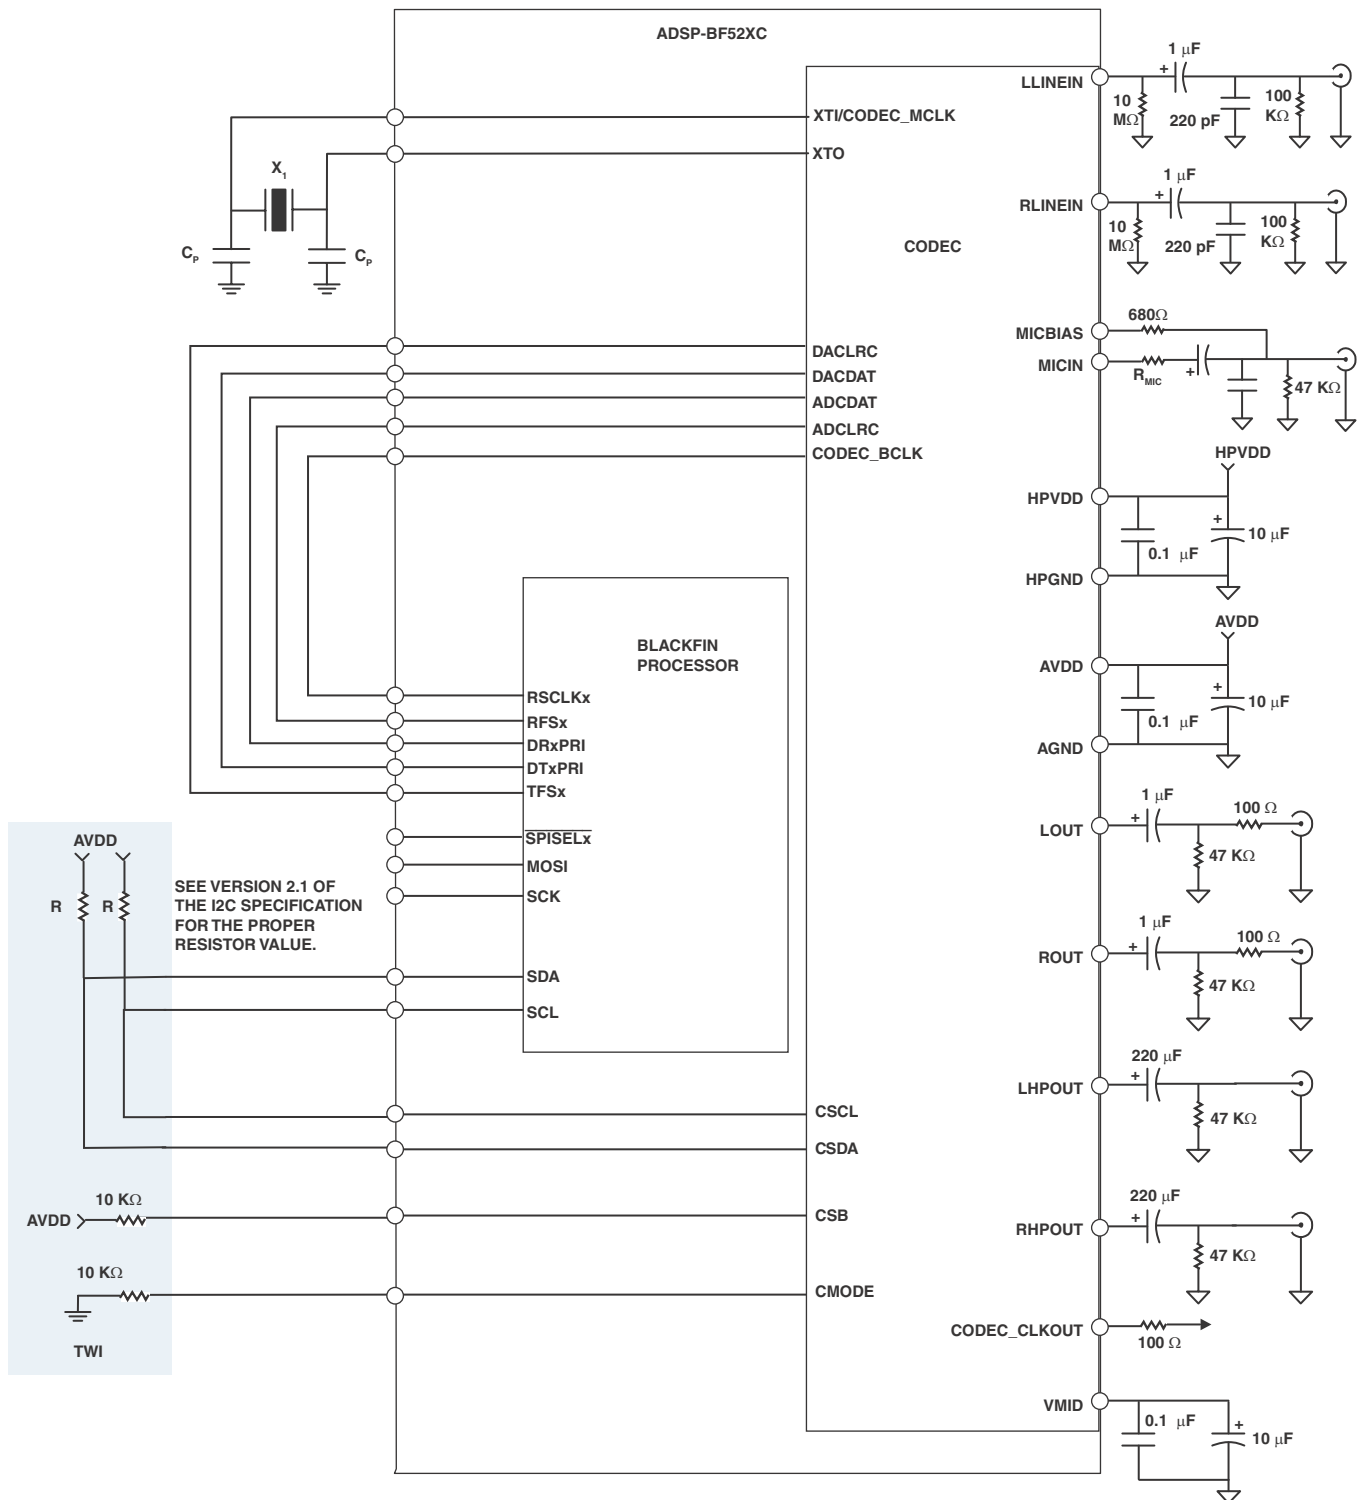 ADSP-BF52XC
XTI/CODEC_MCLK
XTO
X1
CP
CP
CODEC
DACLRC
DACDAT
ADCDAT
ADCLRC
CODEC_BCLK
BLACKFIN
PROCESSOR
RSCLKx
RFSx
DRxPRI
DTxPRI
TFSx
SPISELx
MOSI
SCK
SDA
SCL
AVDD
R
R
SEE VERSION 2.1 OF
THE I2C SPECIFICATION
FOR THE PROPER
RESISTOR VALUE.
CSCL
CSDA
10 KΩ
AVDD
CSB
10 KΩ
CMODE
TWI
LLINEIN
1 μF
10
MΩ
220 pF
100
KΩ
RLINEIN
1 μF
10
MΩ
220 pF
100
KΩ
MICBIAS
680Ω
MICIN
RMIC
+
47 KΩ
HPVDD
HPVDD
+
0.1 μF
10 μF
HPGND
AVDD
AVDD
+
0.1 μF
10 μF
AGND
LOUT
1 μF
+
100 Ω
47 KΩ
ROUT
1 μF
+
100 Ω
47 KΩ
LHPOUT
220 μF
+
47 KΩ
RHPOUT
220 μF
+
47 KΩ
CODEC_CLKOUT
100 Ω
VMID
0.1 μF
+
10 μF